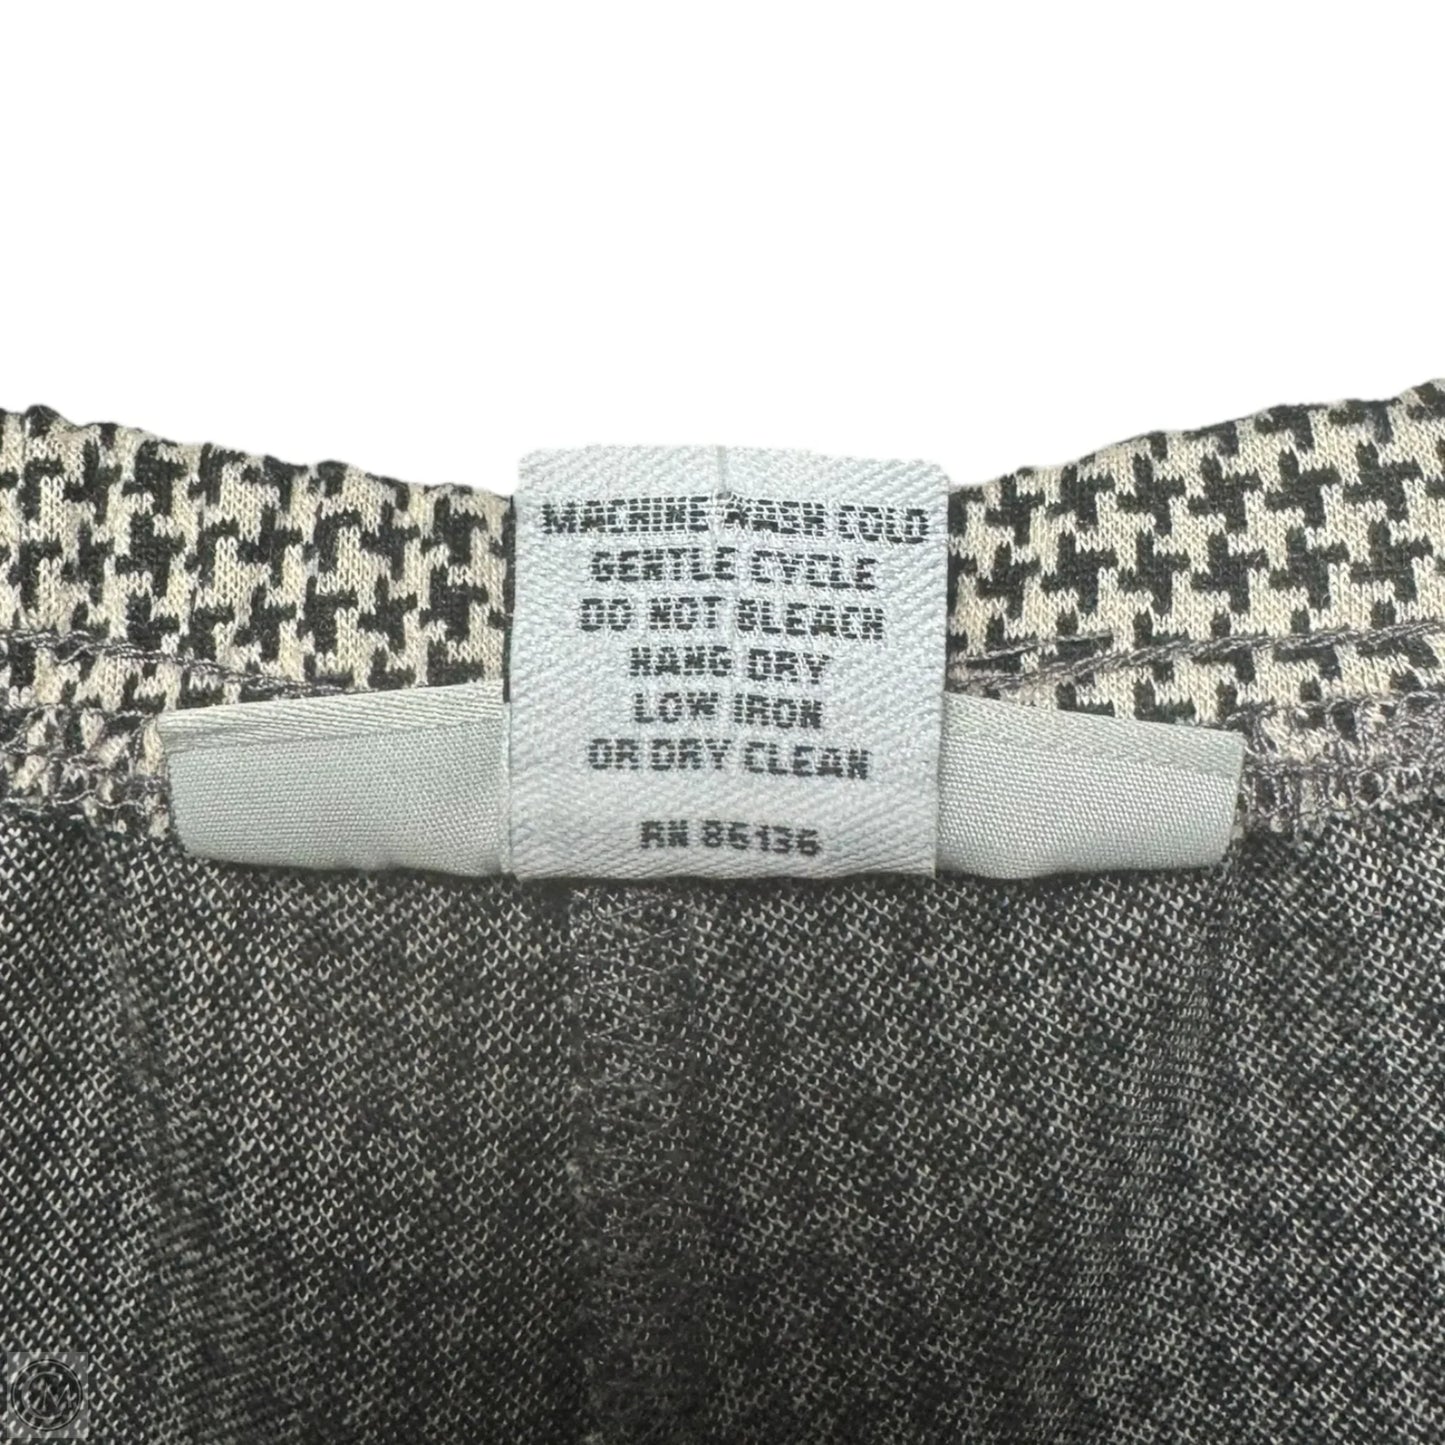 MACHINE WASH COLD
GENTLE CYCLE
DO NOT BLEACH
HANG DRY
LOW IRON
OR DRY CLEAN
RN 86136